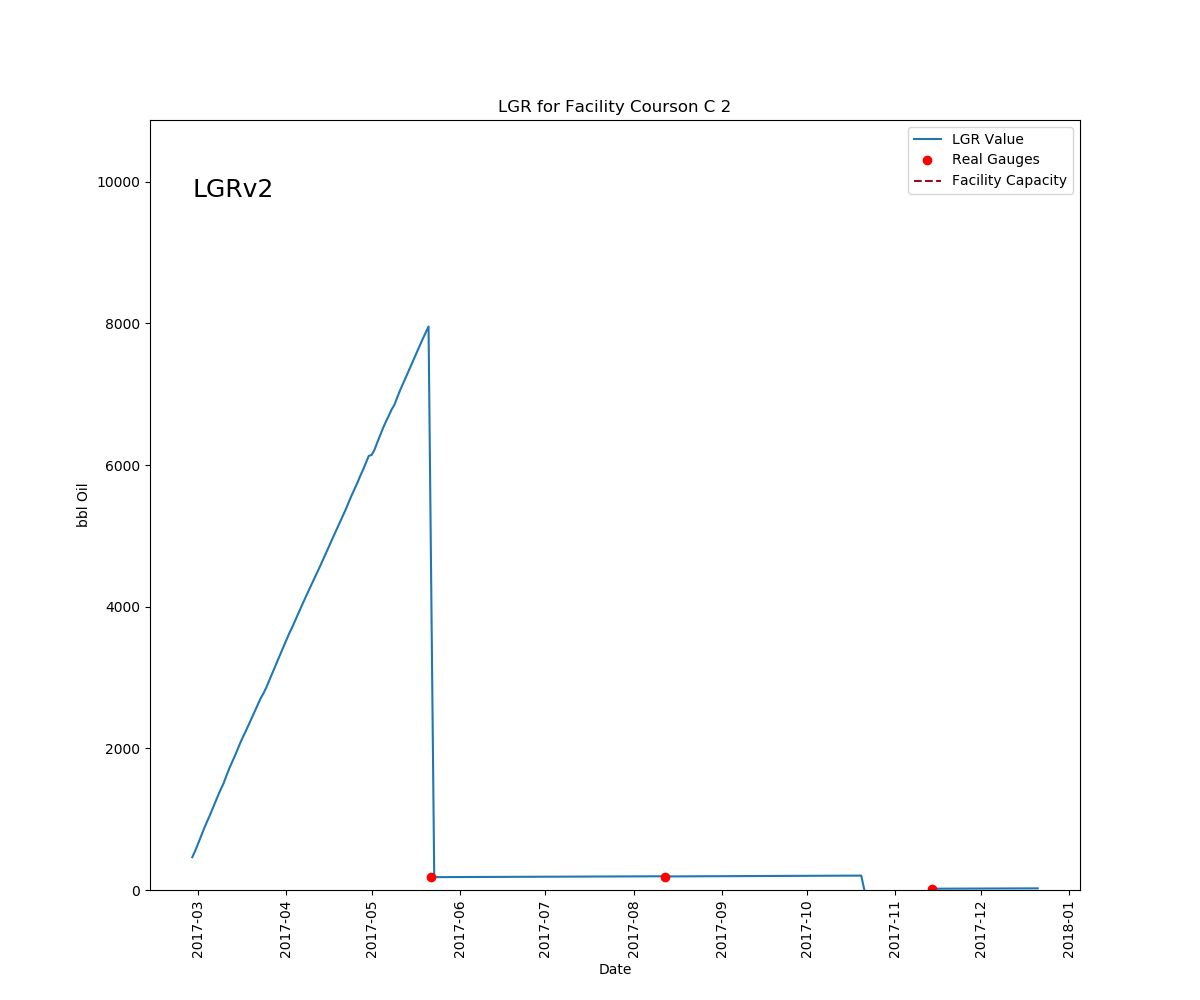 LGR for Facility Courson C 2
LGRv2
LGR Value
Real Gauges
Facility Capacity
bbl Oil
10000
8000
6000
4000
2000
0
2017-03
2017-04
2017-05
2017-06
2017-07
2017-08
2017-09
2017-10
2017-11
2017-12
2018-01
Date